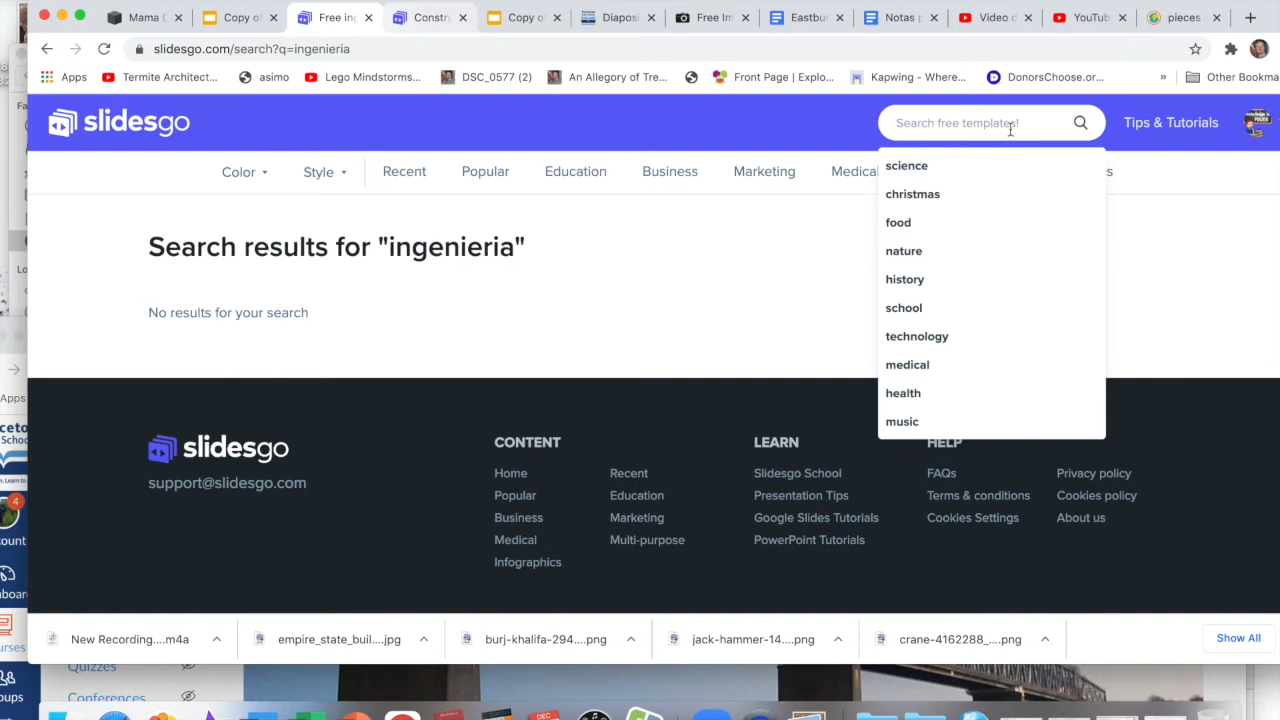 Mama (
Copy of
Free in
Constr
Copy of
Diapos
Free Im
Eastbu
Notas p
Video d
YouTub
pieces
slidesgo.com/search?q=ingenieria
Apps
Termite Architect...
asimo
Lego Mindstorms...
DSC_0577 (2)
An Allegory of Tre...
Front Page | Explo...
Kapwing - Where...
DonorsChoose.or...
»
Other Bookma
slidesgo
Search free templates!
Tips & Tutorials
Color
Style
Recent
Popular
Education
Business
Marketing
Medical
science
christmas
food
nature
history
school
technology
medical
health
music
Search results for "ingenieria"
No results for your search
slidesgo
support@slidesgo.com
CONTENT
Home
Popular
Business
Medical
Infographics
Recent
Education
Marketing
Multi-purpose
LEARN
Slidesgo School
Presentation Tips
Google Slides Tutorials
PowerPoint Tutorials
HELP
FAQs
Terms & conditions
Cookies Settings
Privacy policy
Cookies policy
About us
New Recording....m4a
empire_state_buil....jpg
burj-khalifa-294....png
jack-hammer-14....png
crane-4162288_....png
Show All
Apps
4
Quizzes
Conferences
DEC